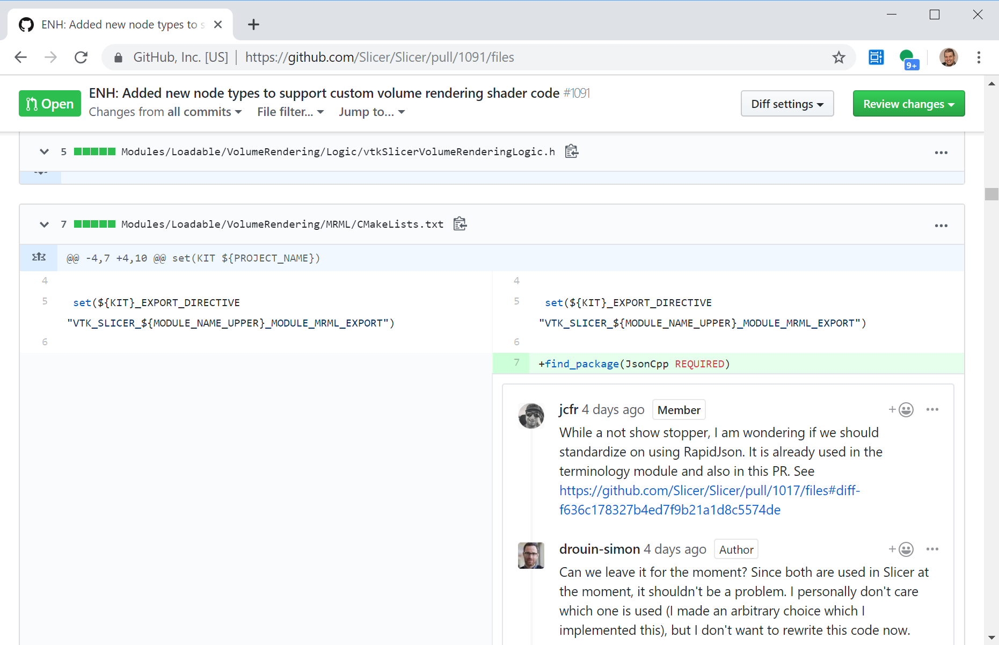 ENH: Added new node types to s
GitHub, Inc. [US] https://github.com/Slicer/Slicer/pull/1091/files
9+
Open
ENH: Added new node types to support custom volume rendering shader code #1091
Changes from all commits File filter... Jump to...
Diff settings
Review changes
5 Modules/Loadable/VolumeRendering/Logic/vtkSlicerVolumeRenderingLogic.h
7 Modules/Loadable/VolumeRendering/MRML/CMakeLists.txt
@@ -4,7 +4,10 @@ set(KIT ${PROJECT_NAME})
4
5 set(${KIT}_EXPORT_DIRECTIVE
"VTK_SLICER_${MODULE_NAME_UPPER}_MODULE_MRML_EXPORT")
6
4
5 set(${KIT}_EXPORT_DIRECTIVE
"VTK_SLICER_${MODULE_NAME_UPPER}_MODULE_MRML_EXPORT")
6
7 +find_package(JsonCpp REQUIRED)
jcfr 4 days ago Member
While a not show stopper, I am wondering if we should
standardize on using RapidJson. It is already used in the
terminology module and also in this PR. See
https://github.com/Slicer/Slicer/pull/1017/files#diff-
f636c178327b4ed7f9b21a1d8c5574de
drouin-simon 4 days ago Author
Can we leave it for the moment? Since both are used in Slicer at
the moment, it shouldn't be a problem. I personally don't care
which one is used (I made an arbitrary choice which I
implemented this), but I don't want to rewrite this code now.